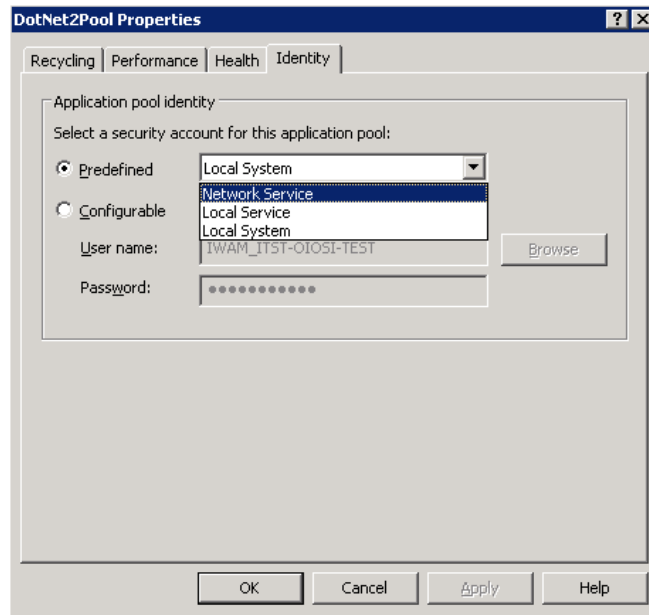 DotNet2Pool Properties
Recycling Performance Health Identity
Application pool identity
Select a security account for this application pool:
Predefined Local System
Network Service
Configurable Local Service
Local System
User name: IWAM_ITST-OIOSI-TEST Browse
Password: ●●●●●●●●●●●
OK Cancel Apply Help